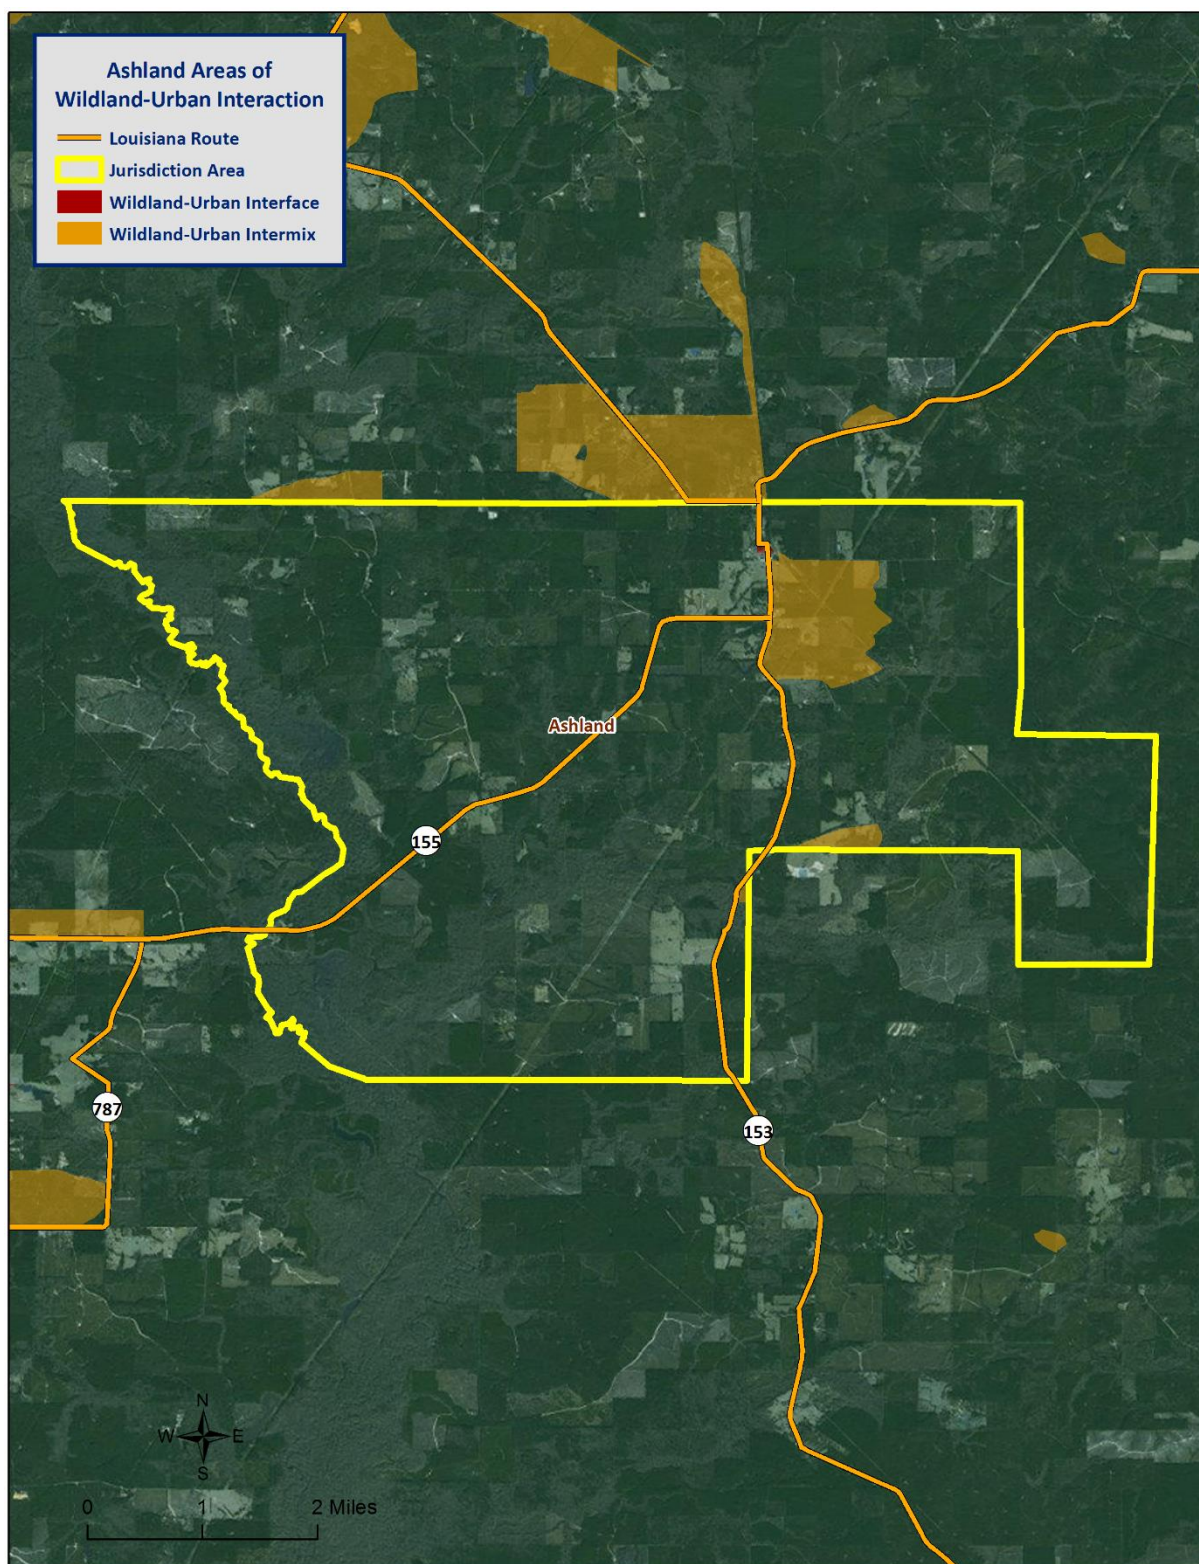 Ashland Areas of
Wildland-Urban Interaction
Louisiana Route
Jurisdiction Area
Wildland-Urban Interface
Wildland-Urban Intermix
Ashland
155
787
153
N
W E
S
0 1 2 Miles